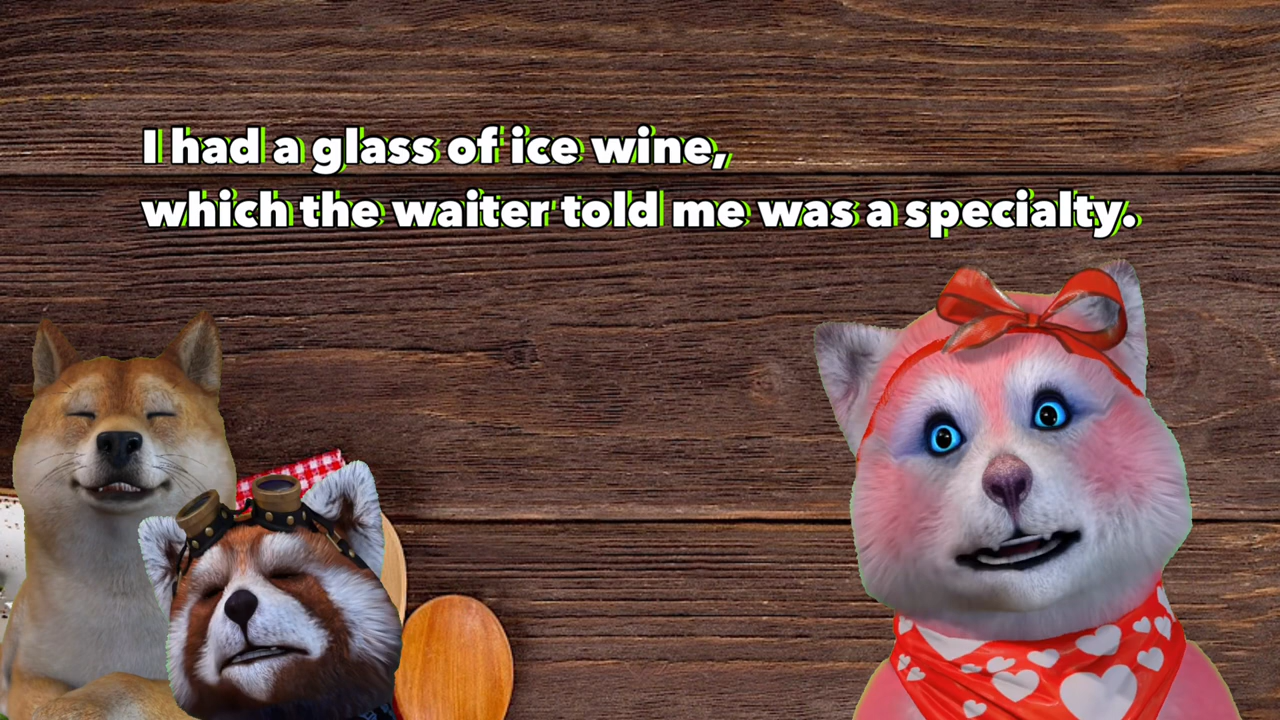 I had a glass of ice wine,
which the waiter told me was a specialty.